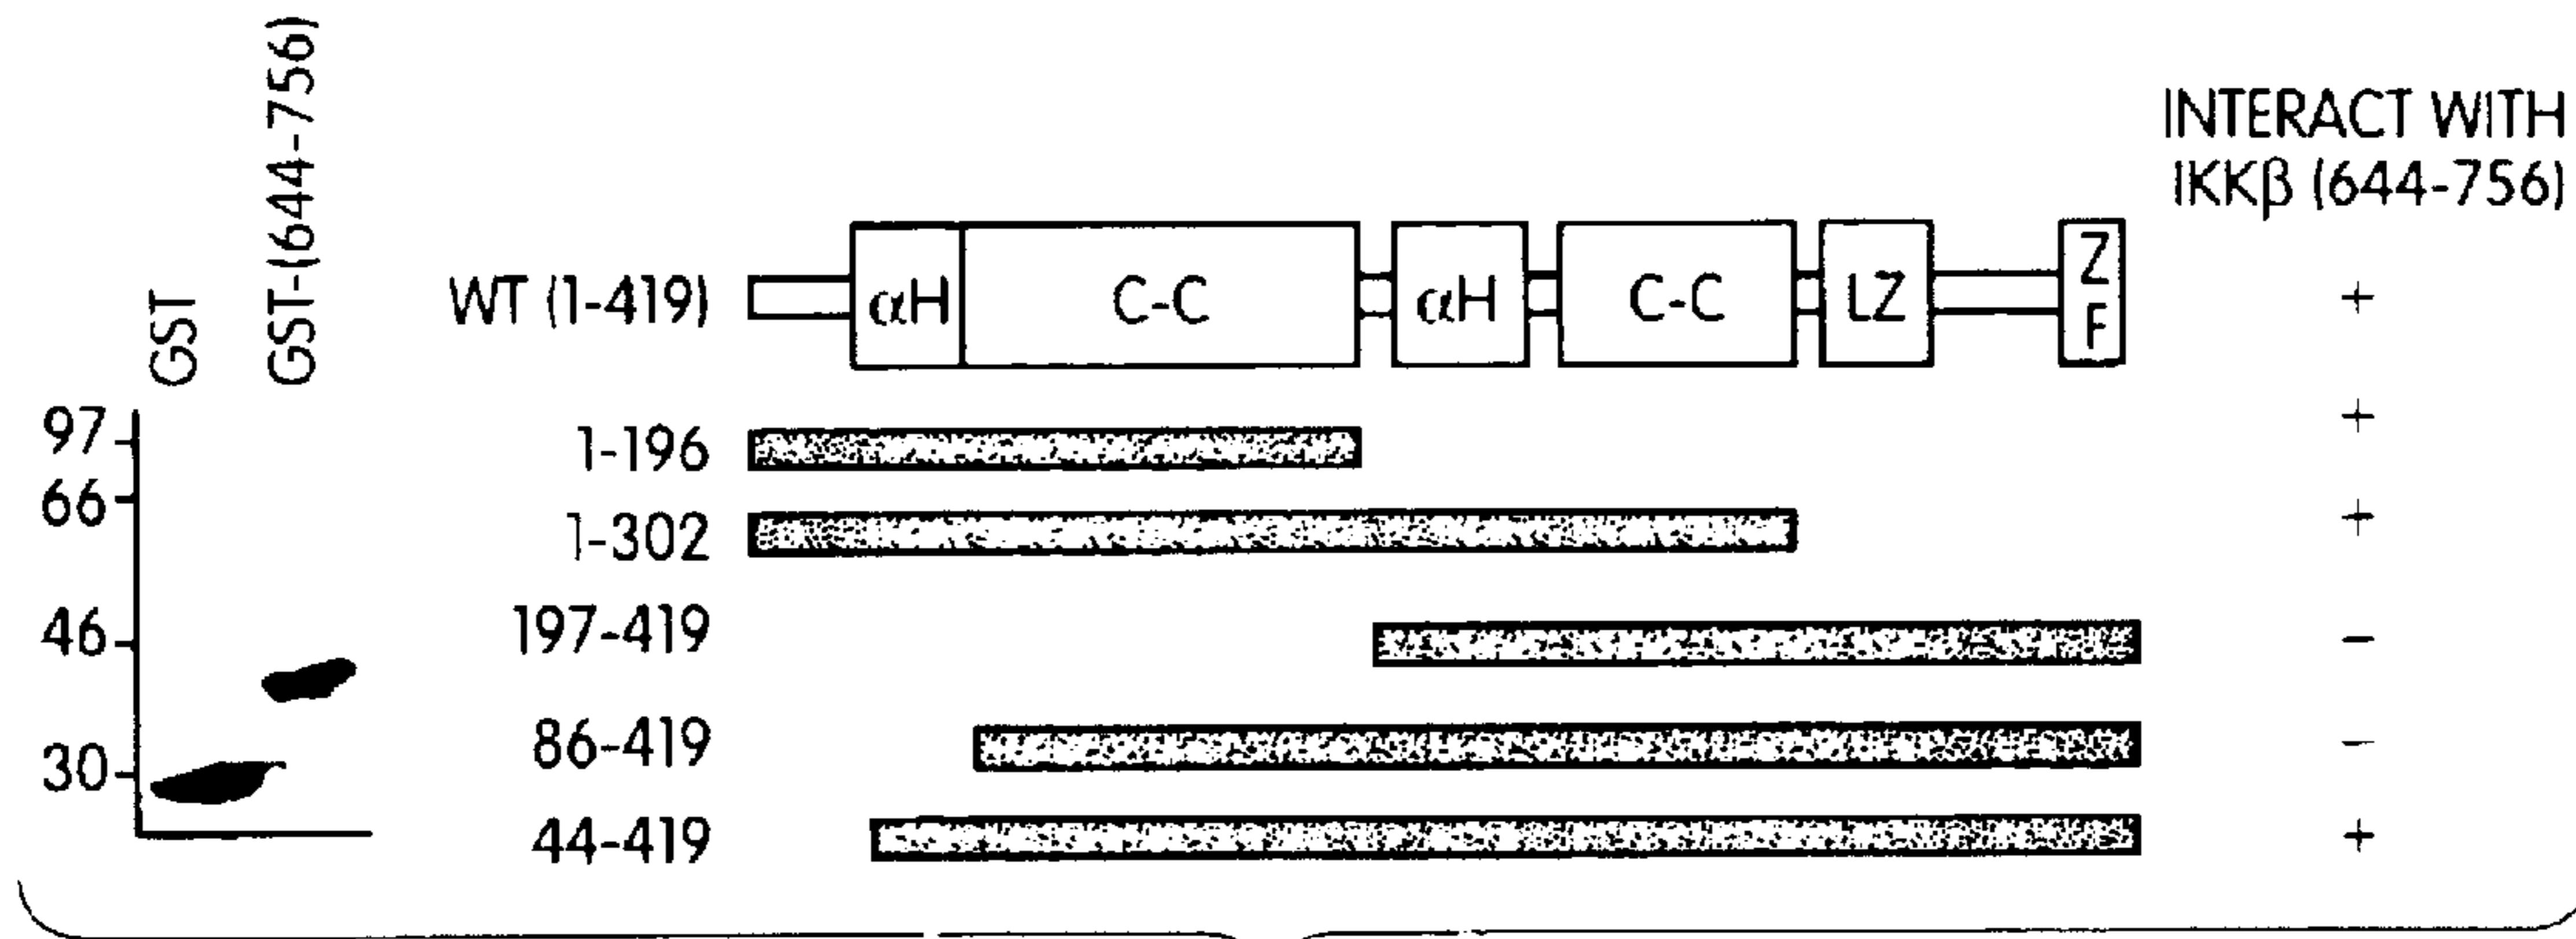 GST
GST-(644-756)
97
66
46
30
INTERACT WITH
IKKβ (644-756)
WT (1-419) αH C-C αH C-C LZ Z F +
1-196 +
1-302 +
197-419 −
86-419 −
44-419 +